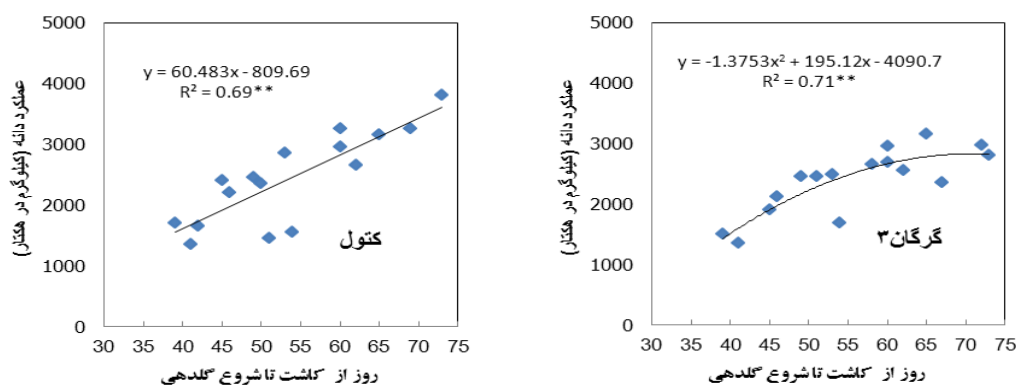 5000
4000
3000
2000
1000
0
30 35 40 45 50 55 60 65 70 75
عملکرد دانه (کیلوگرم در هکتار)
y = 60.483x - 809.69
R² = 0.69**
کتول
روز از کاشت تا شروع گلدهی
5000
4000
3000
2000
1000
0
30 35 40 45 50 55 60 65 70 75
عملکرد دانه (کیلوگرم در هکتار)
y = -1.3753x² + 195.12x - 4090.7
R² = 0.71**
گرگان۳
روز از کاشت تا شروع گلدهی